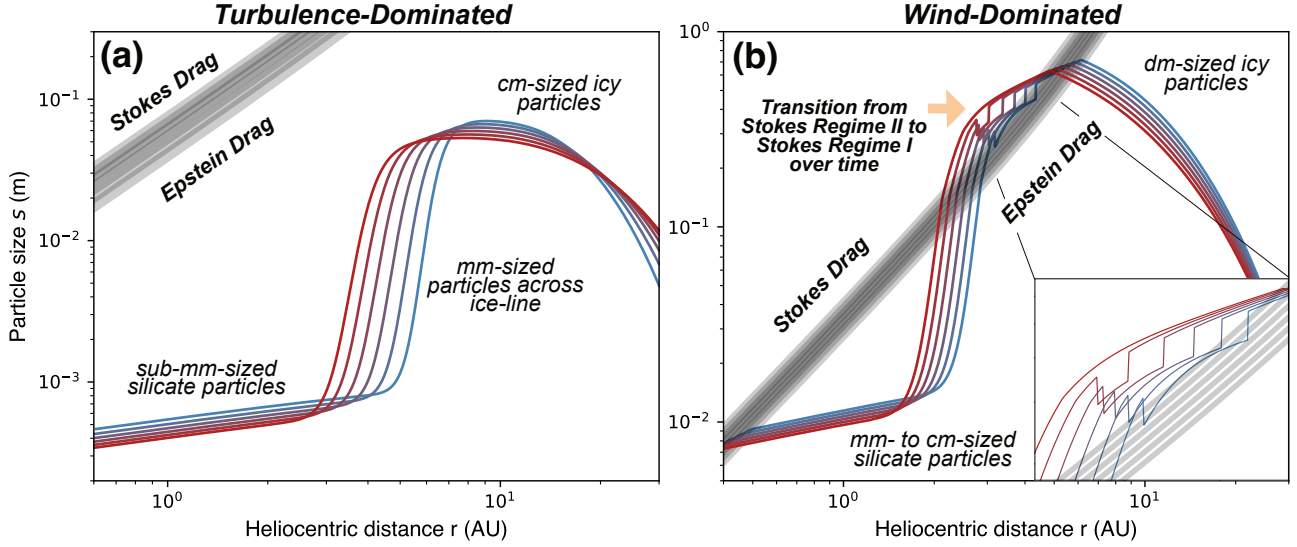 Turbulence-Dominated
Wind-Dominated
(a)
Stokes Drag
Epstein Drag
cm-sized icy
particles
mm-sized
particles across
ice-line
sub-mm-sized
silicate particles
10⁻¹
10⁻²
10⁻³
Particle size s (m)
10⁰
10¹
Heliocentric distance r (AU)
(b)
dm-sized icy
particles
Transition from
Stokes Regime II to
Stokes Regime I
over time
Epstein Drag
Stokes Drag
mm- to cm-sized
silicate particles
10⁰
10⁻¹
10⁻²
10⁰
10¹
Heliocentric distance r (AU)